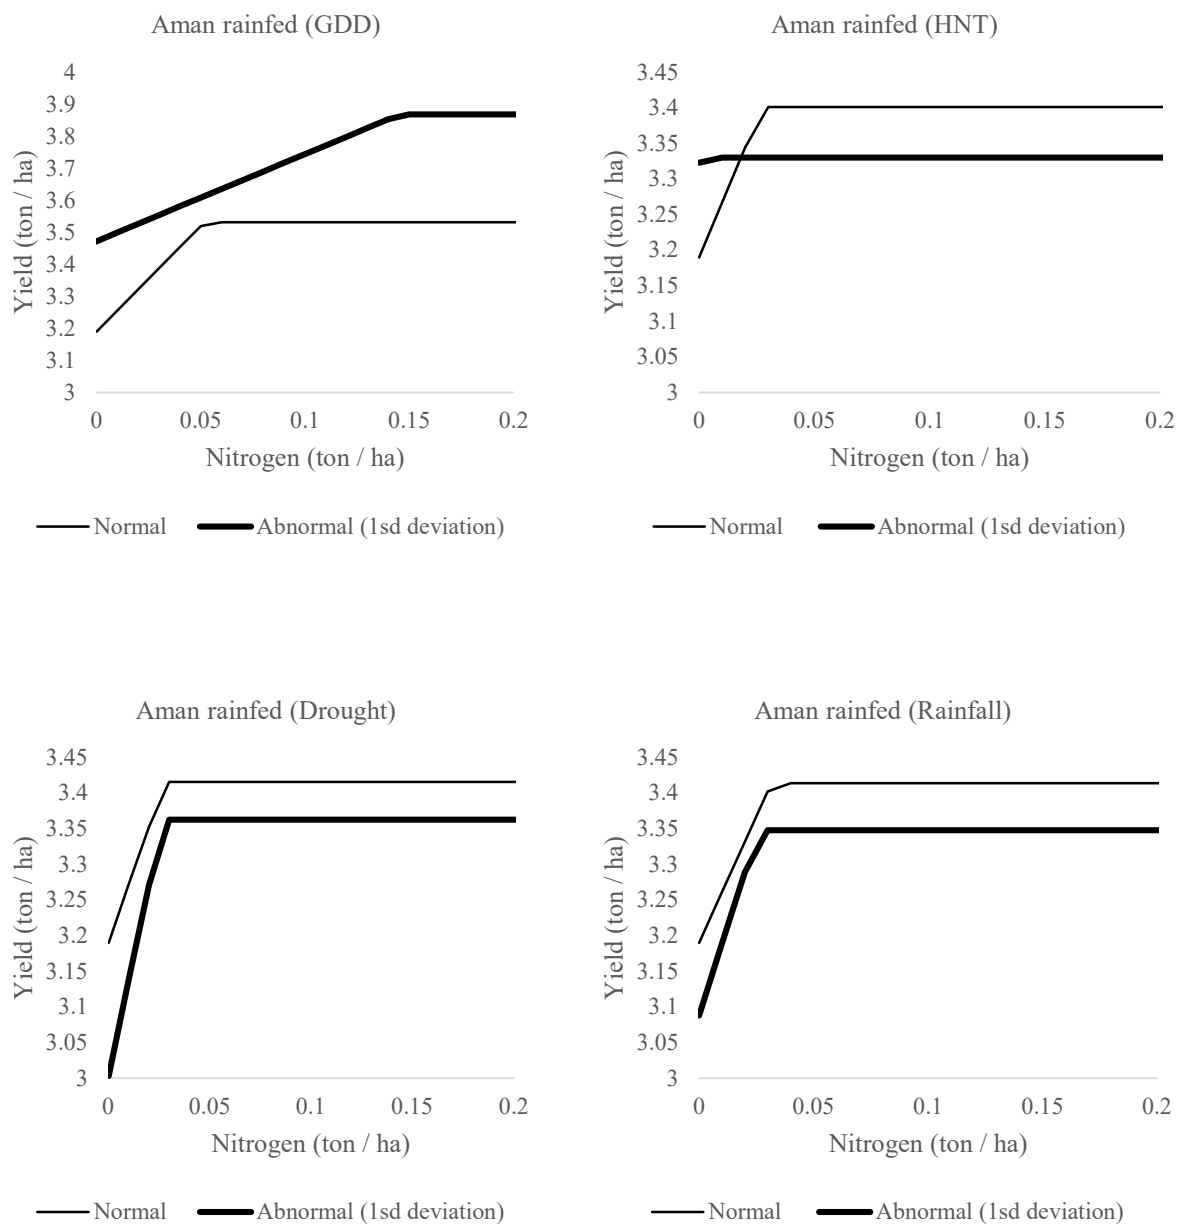 Aman rainfed (GDD)
4
3.9
3.8
3.7
3.6
3.5
3.4
3.3
3.2
3.1
3
Yield (ton / ha)
0 0.05 0.1 0.15 0.2
Nitrogen (ton / ha)
Normal Abnormal (1sd deviation)
Aman rainfed (HNT)
3.45
3.4
3.35
3.3
3.25
3.2
3.15
3.1
3.05
3
Yield (ton / ha)
0 0.05 0.1 0.15 0.2
Nitrogen (ton / ha)
Normal Abnormal (1sd deviation)
Aman rainfed (Drought)
3.45
3.4
3.35
3.3
3.25
3.2
3.15
3.1
3.05
3
Yield (ton / ha)
0 0.05 0.1 0.15 0.2
Nitrogen (ton / ha)
Normal Abnormal (1sd deviation)
Aman rainfed (Rainfall)
3.45
3.4
3.35
3.3
3.25
3.2
3.15
3.1
3.05
3
Yield (ton / ha)
0 0.05 0.1 0.15 0.2
Nitrogen (ton / ha)
Normal Abnormal (1sd deviation)